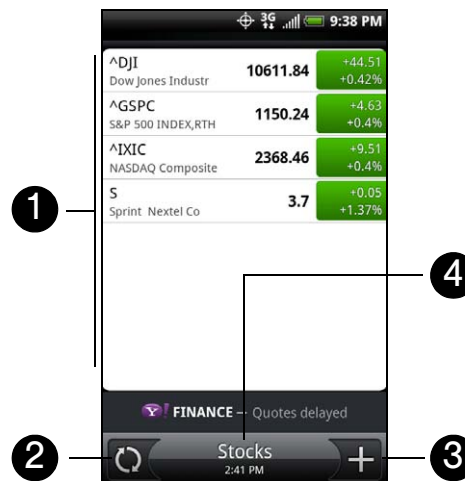 3G 9:38 PM
^DJI 10611.84 +44.51
Dow Jones Industr +0.42%
^GSPC 1150.24 +4.63
S&P 500 INDEX,RTH +0.4%
^IXIC 2368.46 +9.51
NASDAQ Composite +0.4%
S 3.7 +0.05
Sprint Nextel Co +1.37%
1
4
Y! FINANCE -- Quotes delayed
2 Stocks 3
2:41 PM